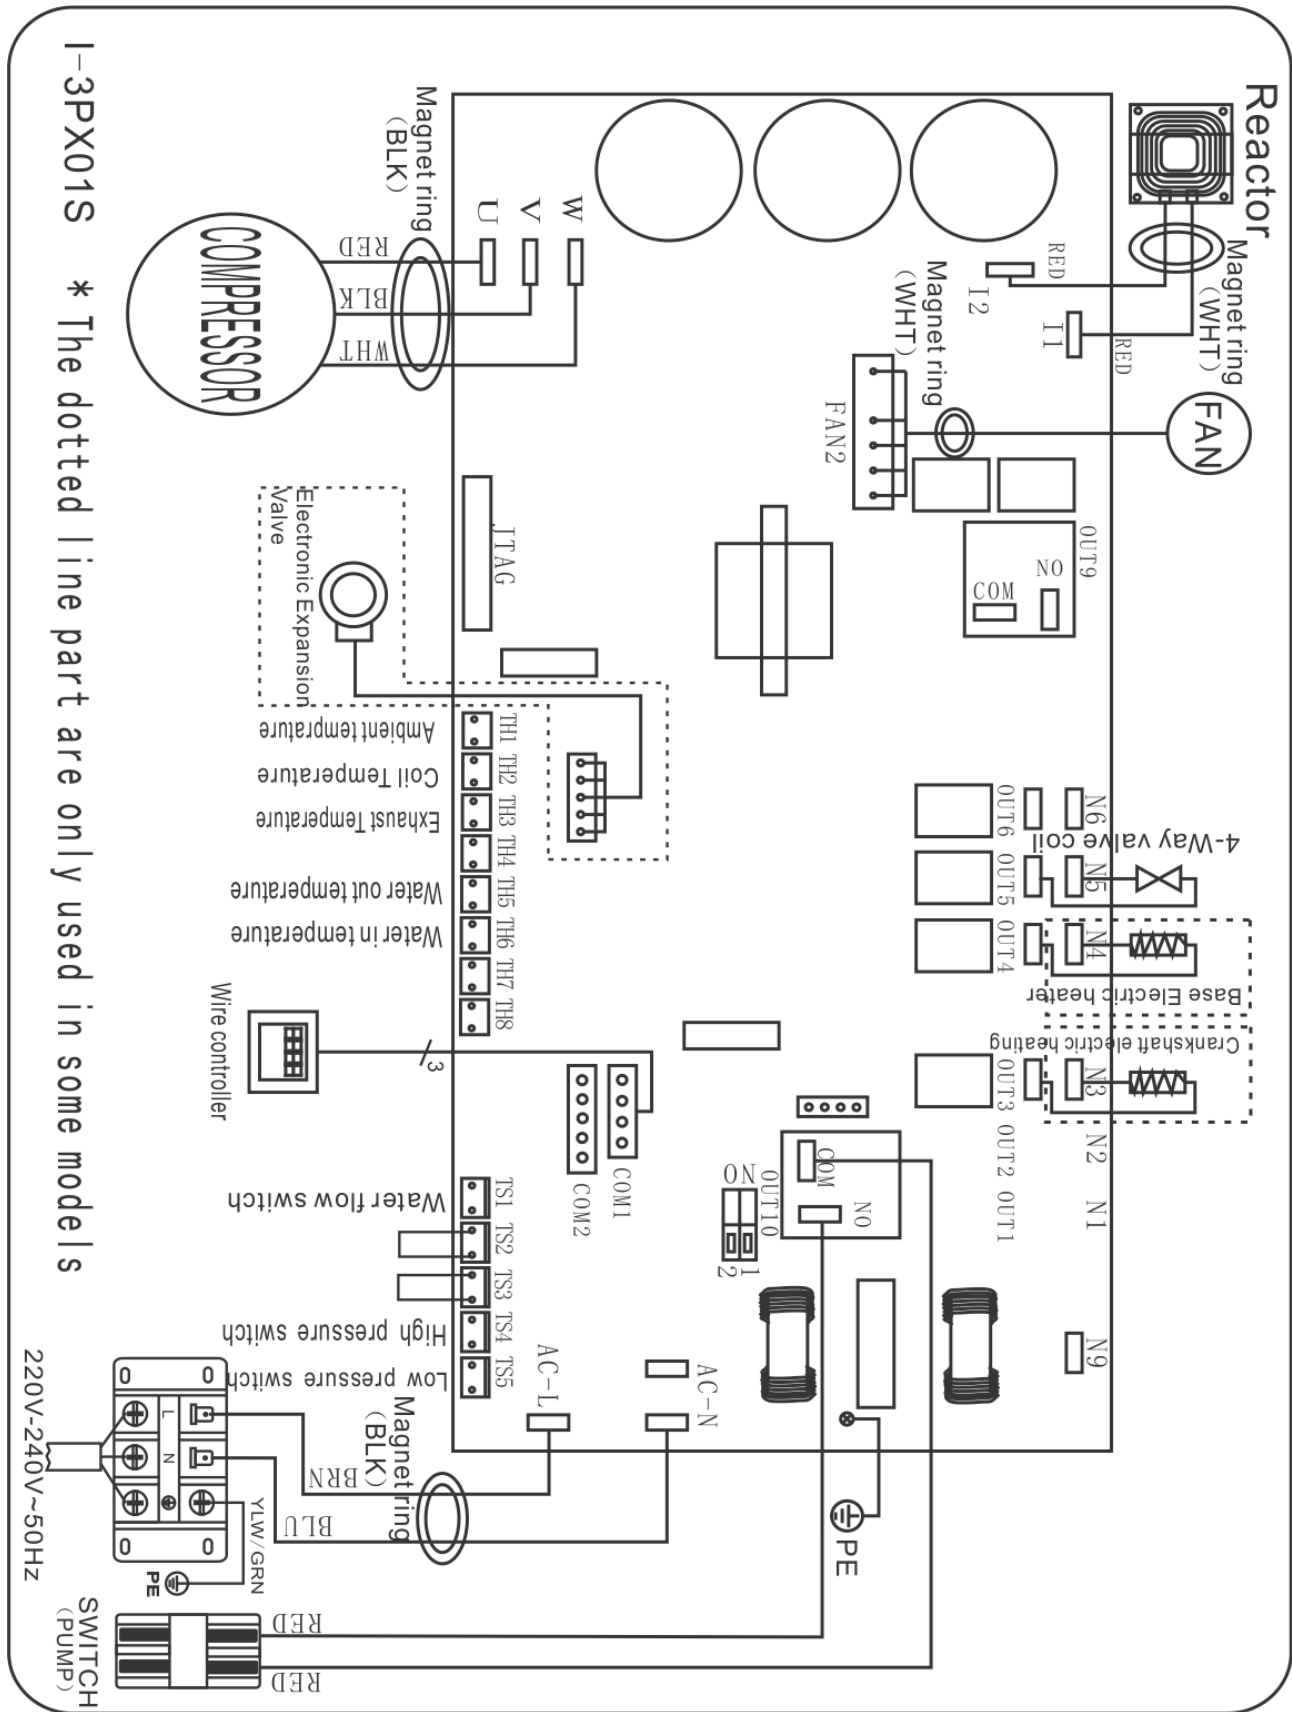 Reactor
Magnet ring
(WHT)
FAN
RED
RED
I1
I2
Magnet ring
(WHT)
FAN2
OUT9
NO
COM
N6
OUT6
4-Way valve coil
N5
OUT5
N4
OUT4
Base Electric heater
Crankshaft electric heating
N3
OUT3
N2
OUT2
N1
OUT1
N9
COM
NO
OUT10
NO
1
2
PE
W
V
U
Magnet ring
(BLK)
RED
BLK
WHT
COMPRESSOR
JTAG
Electronic Expansion
Valve
TH1
Ambient temprature
TH2
Coil Temperature
TH3
Exhaust Temperature
TH4
TH5
Water out temperature
TH6
Water in temperature
TH7
TH8
Wire controller
3
COM1
COM2
TS1
Water flow switch
TS2
TS3
TS4
High pressure switch
TS5
Low pressure switch
AC-L
AC-N
Magnet ring
(BLK)
BRN
BLU
L
N
YLW/GRN
PE
220V-240V~50Hz
RED
RED
SWITCH
(PUMP)
I-3PX01S * The dotted line part are only used in some models